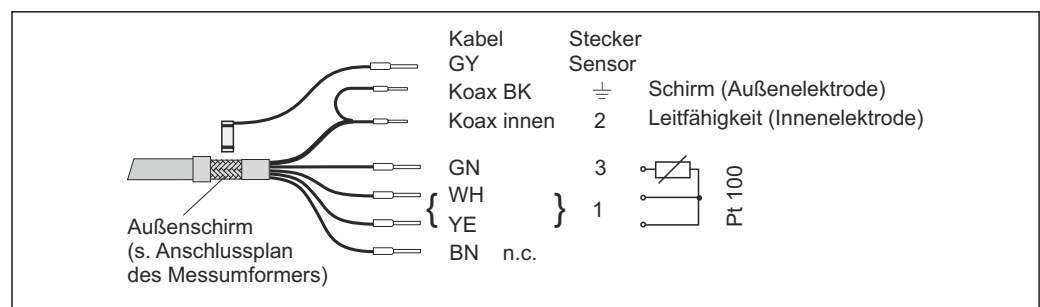 Kabel Stecker
GY Sensor
Koax BK ⏚ Schirm (Außenelektrode)
Koax innen 2 Leitfähigkeit (Innenelektrode)
GN 3
{ WH
} 1
YE
BN n.c.
Pt 100
Außenschirm
(s. Anschlussplan
des Messumformers)